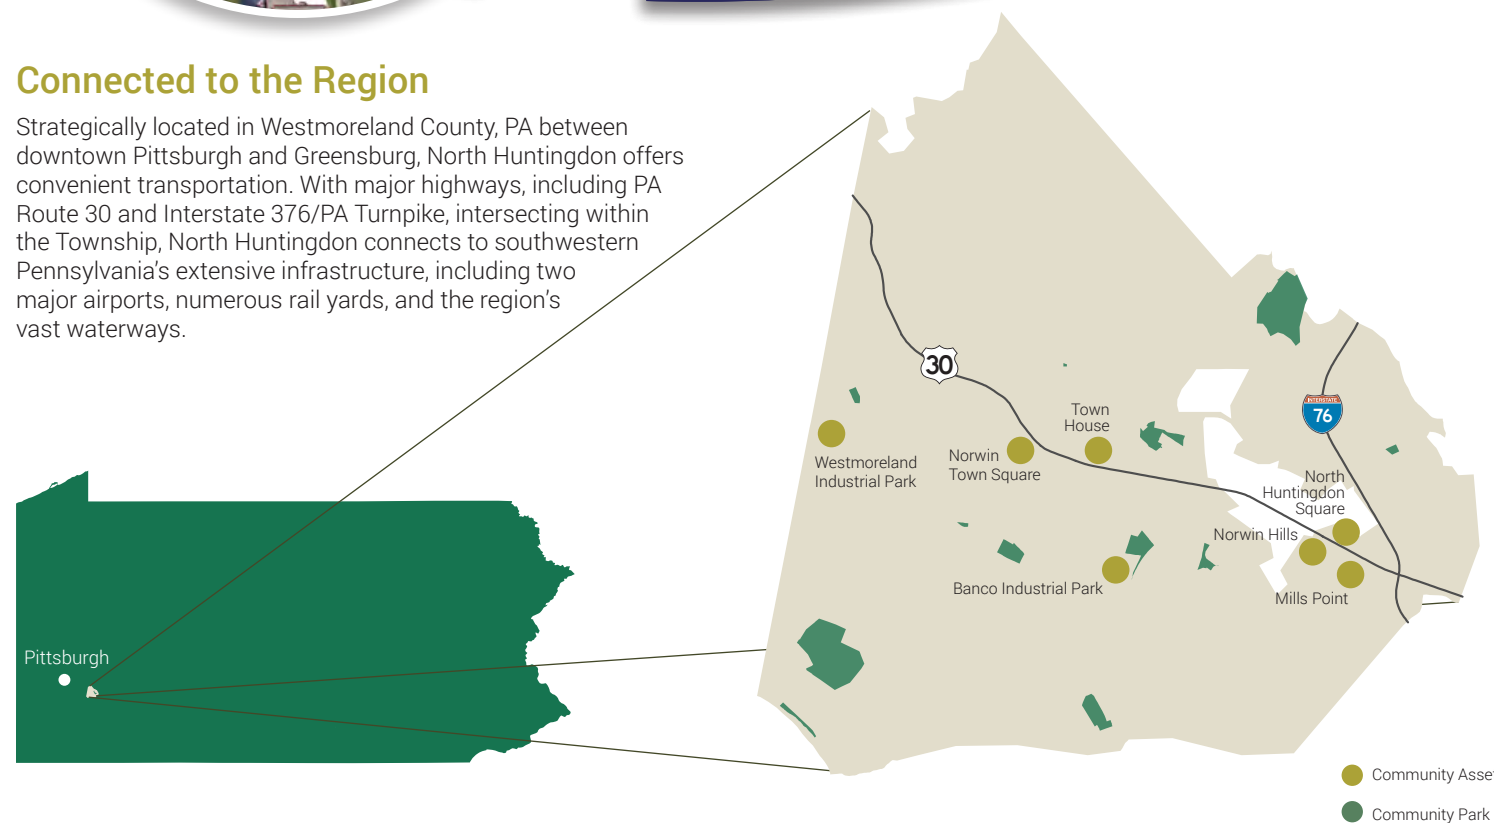 Connected to the Region
Strategically located in Westmoreland County, PA between
downtown Pittsburgh and Greensburg, North Huntingdon offers
convenient transportation. With major highways, including PA
Route 30 and Interstate 376/PA Turnpike, intersecting within
the Township, North Huntingdon connects to southwestern
Pennsylvania's extensive infrastructure, including two
major airports, numerous rail yards, and the region's
vast waterways.
30
INTERSTATE
76
Town
House
Westmoreland
Industrial Park
Norwin
Town Square
North
Huntingdon
Square
Norwin Hills
Banco Industrial Park
Mills Point
Pittsburgh
Community Asse
Community Park